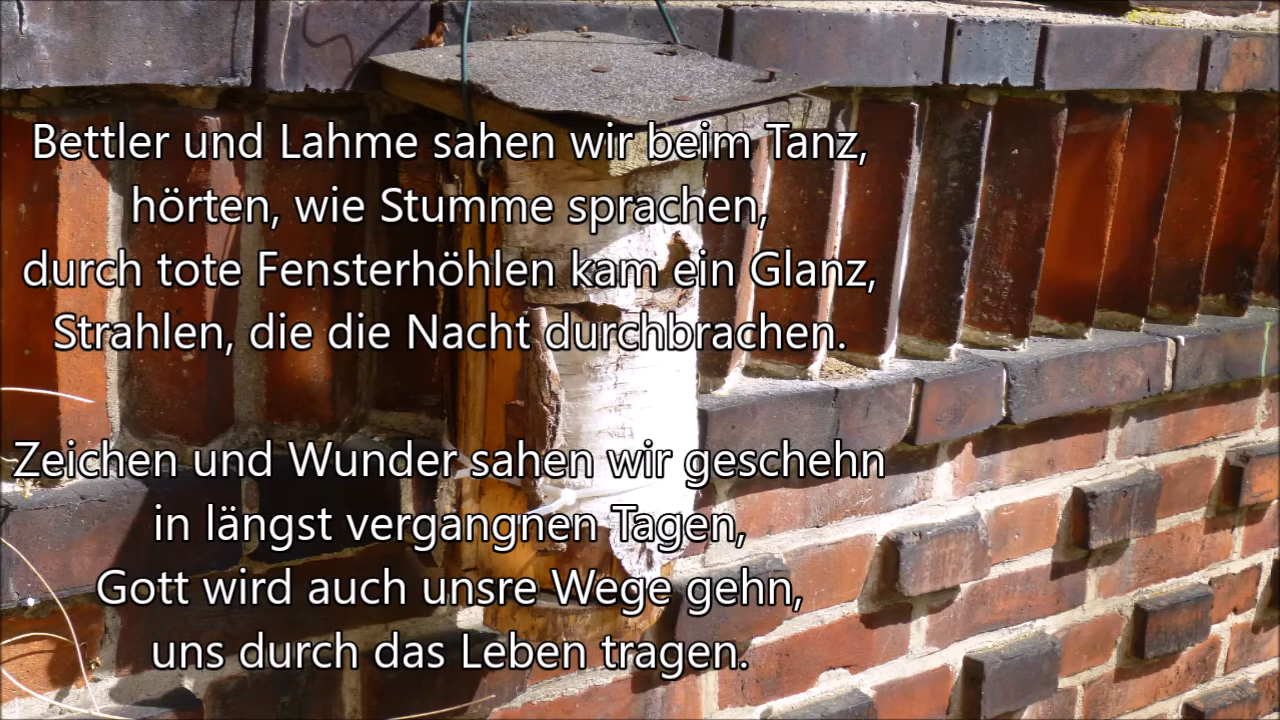 Bettler und Lahme sahen wir beim Tanz,
hörten, wie Stumme sprachen,
durch tote Fensterhöhlen kam ein Glanz,
Strahlen, die die Nacht durchbrachen.
Zeichen und Wunder sahen wir geschehn
in längst vergangnen Tagen,
Gott wird auch unsre Wege gehn,
uns durch das Leben tragen.